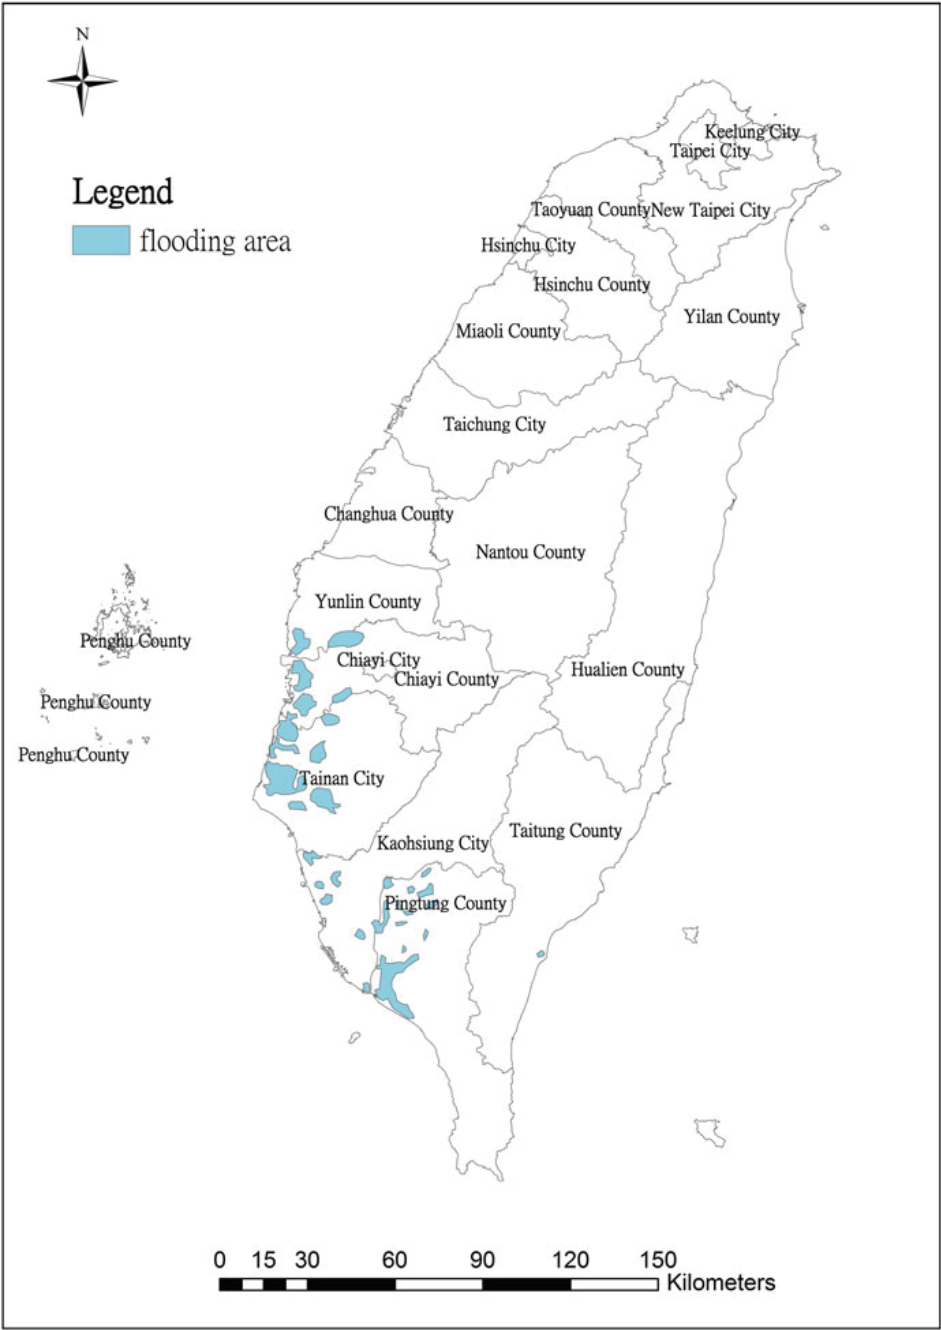 N
Legend
flooding area
Keelung City
Taipei City
Taoyuan County
New Taipei City
Hsinchu City
Hsinchu County
Yilan County
Miaoli County
Taichung City
Changhua County
Nantou County
Yunlin County
Penghu County
Chiayi City
Hualien County
Chiayi County
Penghu County
Penghu County
Tainan City
Taitung County
Kaohsiung City
Pingtung County
0 15 30 60 90 120 150
Kilometers